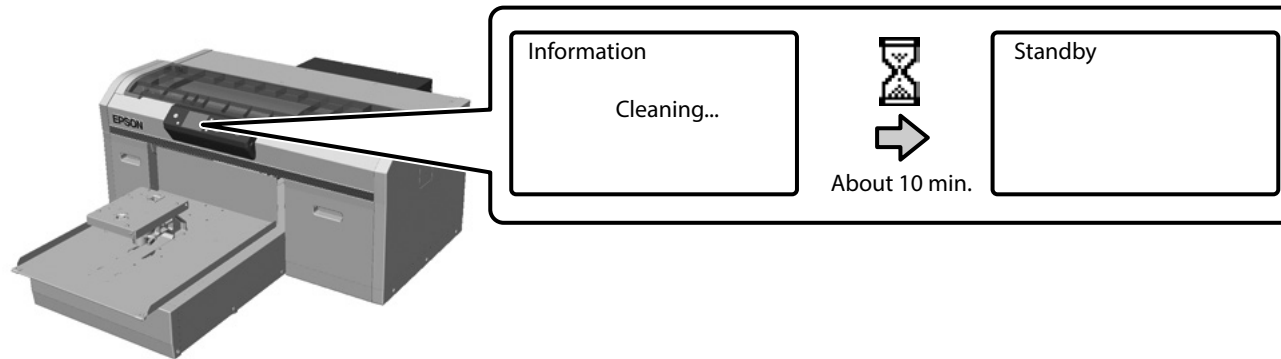 EPSON
Information
Cleaning...
About 10 min.
Standby